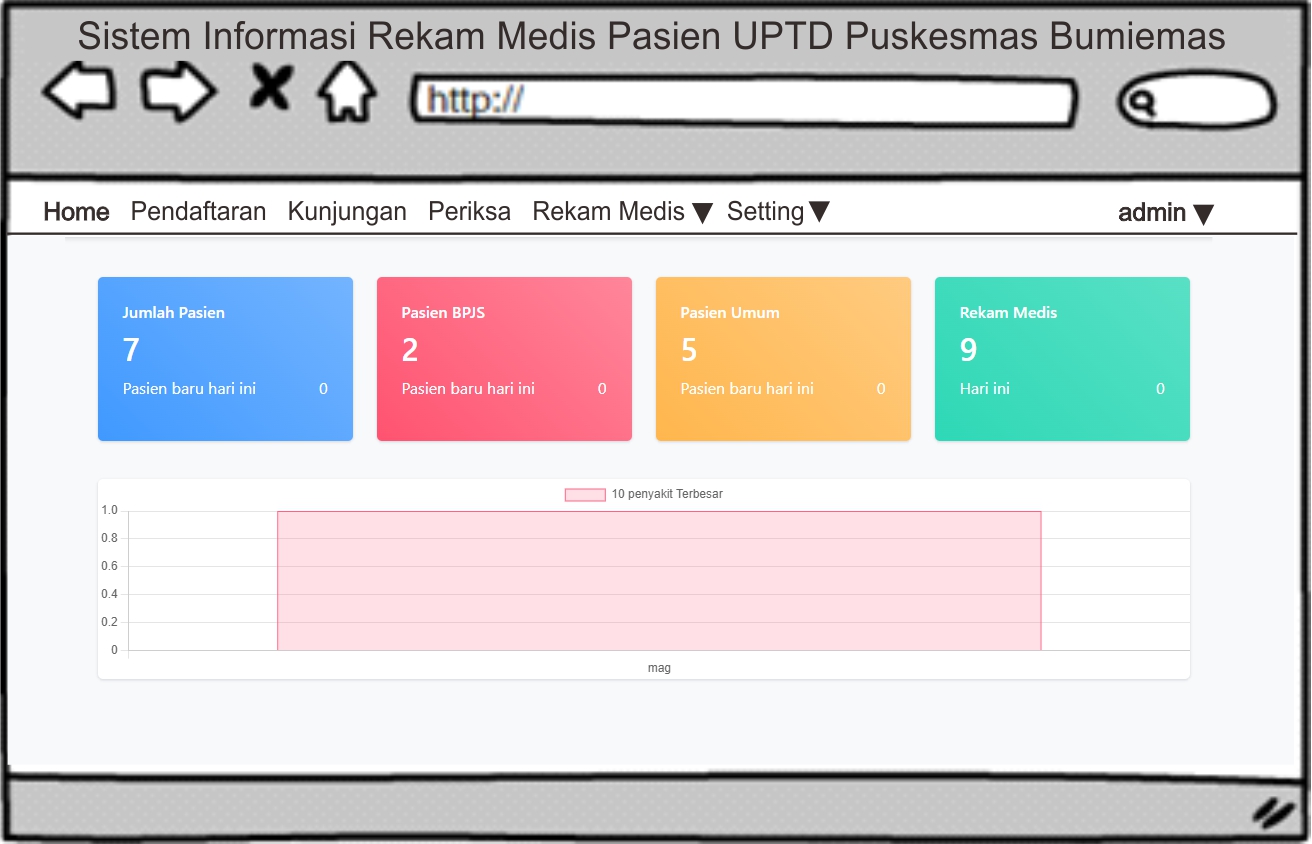 Sistem Informasi Rekam Medis Pasien UPTD Puskesmas Bumiemas
http://
Home Pendaftaran Kunjungan Periksa Rekam Medis ▼ Setting ▼ admin ▼
Jumlah Pasien
7
Pasien baru hari ini 0
Pasien BPJS
2
Pasien baru hari ini 0
Pasien Umum
5
Pasien baru hari ini 0
Rekam Medis
9
Hari ini 0
10 penyakit Terbesar
1.0
0.8
0.6
0.4
0.2
0
mag